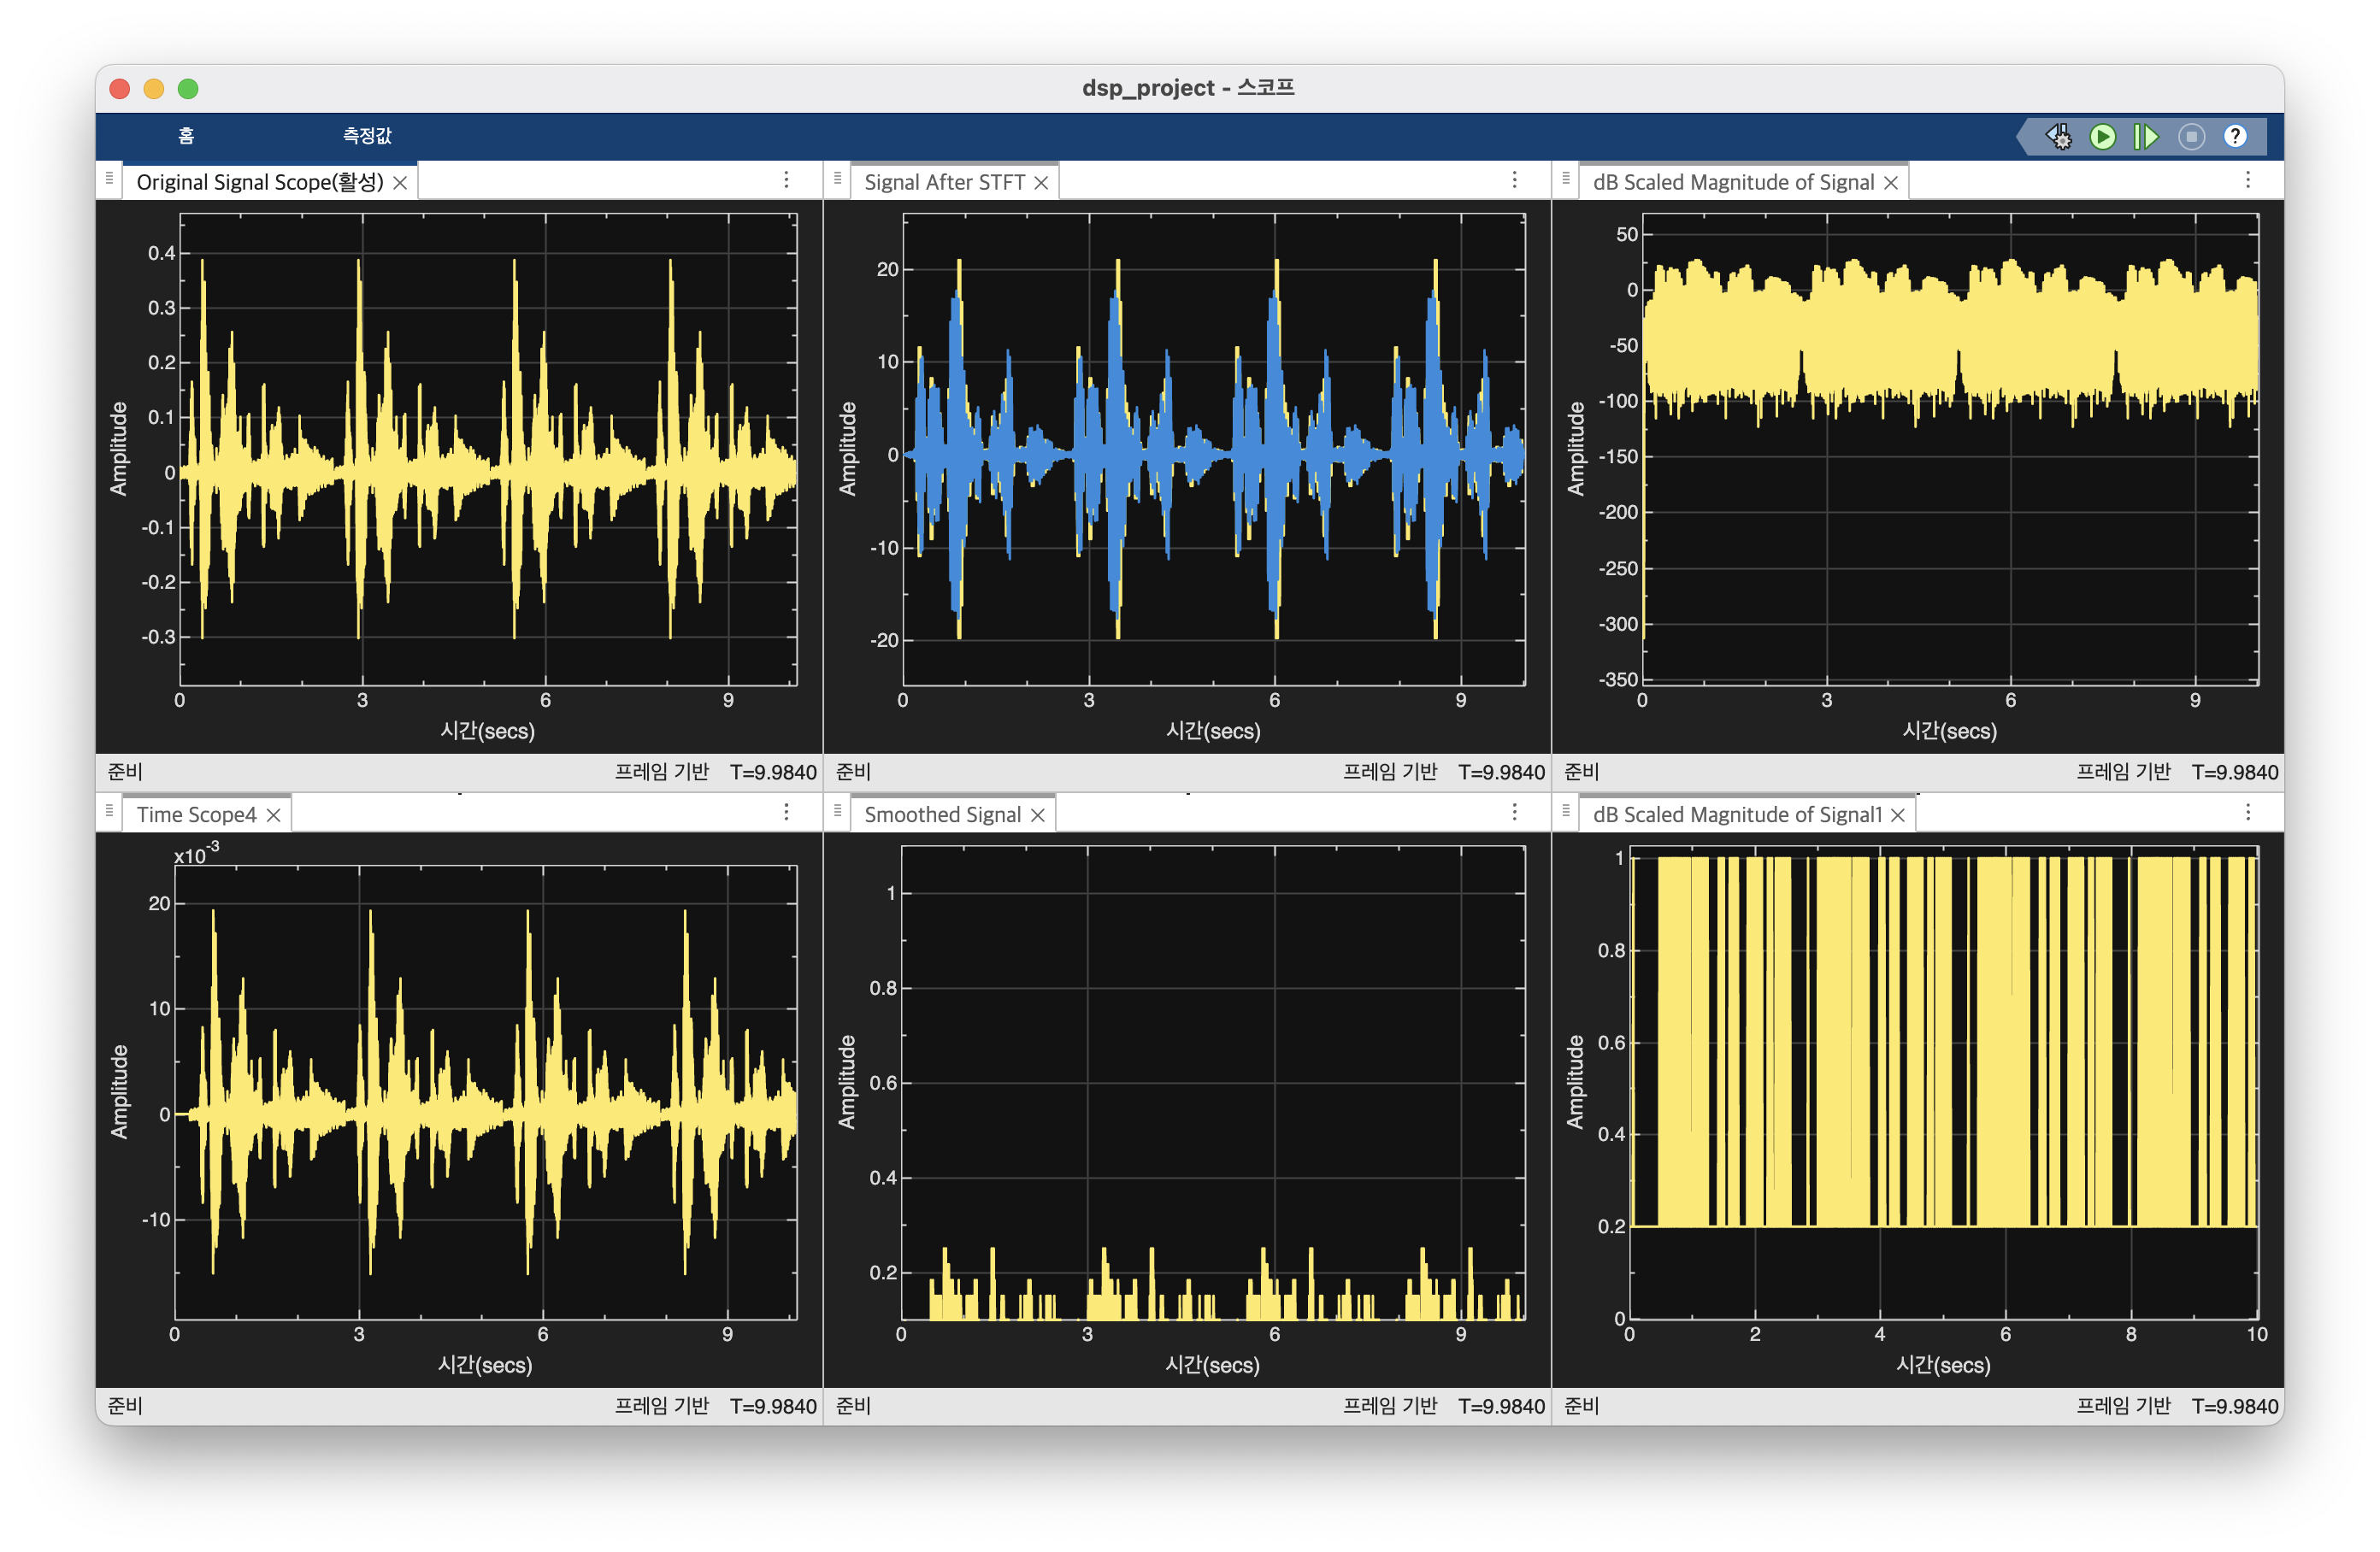 dsp_project - 스코프
홈 측정값 ?
Original Signal Scope(활성)
0.4
0.3
0.2
0.1
0
-0.1
-0.2
-0.3
Amplitude
0 3 6 9
시간(secs)
준비 프레임 기반 T=9.9840
Signal After STFT
20
10
0
-10
-20
Amplitude
0 3 6 9
시간(secs)
준비 프레임 기반 T=9.9840
dB Scaled Magnitude of Signal
50
0
-50
-100
-150
-200
-250
-300
-350
Amplitude
0 3 6 9
시간(secs)
준비 프레임 기반 T=9.9840
Time Scope4
x10-3
20
10
0
-10
Amplitude
0 3 6 9
시간(secs)
준비 프레임 기반 T=9.9840
Smoothed Signal
1
0.8
0.6
0.4
0.2
Amplitude
0 3 6 9
시간(secs)
준비 프레임 기반 T=9.9840
dB Scaled Magnitude of Signal1
1
0.8
0.6
0.4
0.2
0
Amplitude
0 2 4 6 8 10
시간(secs)
준비 프레임 기반 T=9.9840